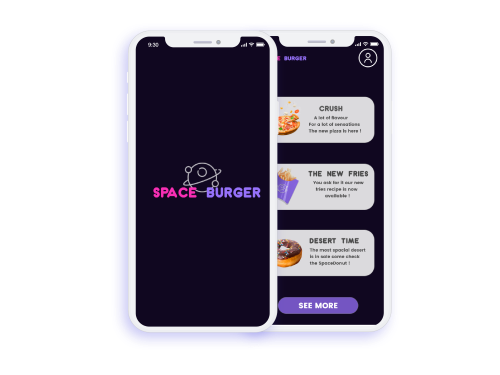 9:30
SPACE BURGER
E BURGER
CRUSH
A lot of flavour
For a lot of sensations
The new pizza is here !
THE NEW FRIES
You ask for it our new
fries recipe is now
available !
DESERT TIME
The most spacial desert
is in sale come check
the SpaceDonut !
SEE MORE